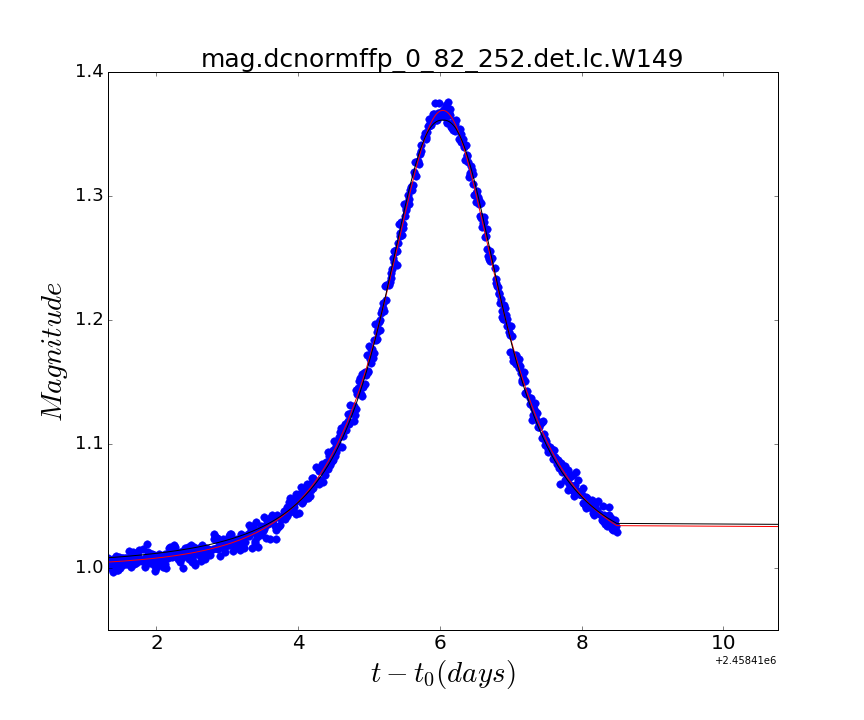 mag.dcnormffp_0_82_252.det.lc.W149
1.4
1.3
1.2
1.1
1.0
Magnitude
2 4 6 8 10
+2.45841e6
t − t₀(days)